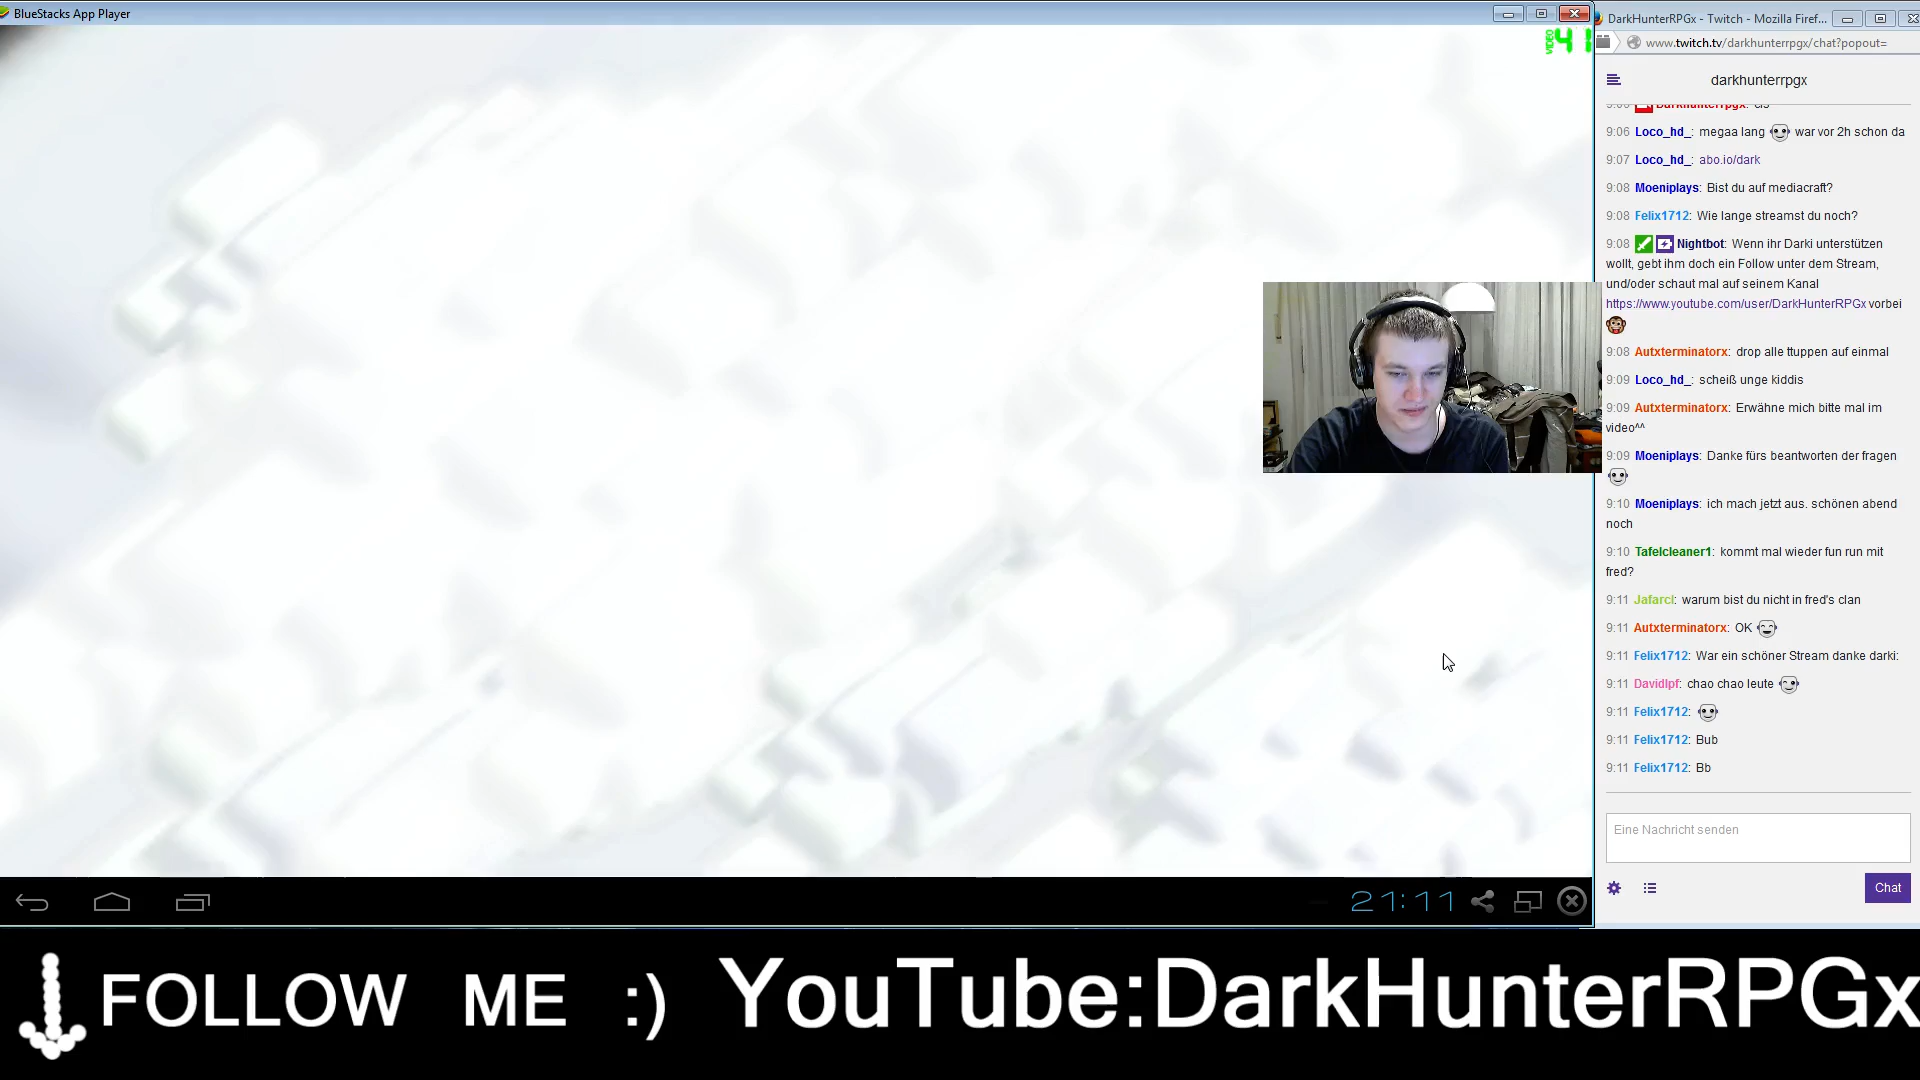 BlueStacks App Player
VIDEO 41
DarkHunterRPGx - Twitch - Mozilla Firef...
www.twitch.tv/darkhunterrpgx/chat?popout=
darkhunterrpgx
Darkhunterrpgx:
9:06 Loco_hd_: megaa lang war vor 2h schon da
9:07 Loco_hd_: abo.io/dark
9:08 Moeniplays: Bist du auf mediacraft?
9:08 Felix1712: Wie lange streamst du noch?
9:08 Nightbot: Wenn ihr Darki unterstützen
wollt, gebt ihm doch ein Follow unter dem Stream,
und/oder schaut mal auf seinem Kanal
https://www.youtube.com/user/DarkHunterRPGx vorbei
9:08 Autxterminatorx: drop alle ttuppen auf einmal
9:09 Loco_hd_: scheiß unge kiddis
9:09 Autxterminatorx: Erwähne mich bitte mal im
video^^
9:09 Moeniplays: Danke fürs beantworten der fragen
9:10 Moeniplays: ich mach jetzt aus. schönen abend
noch
9:10 Tafelcleaner1: kommt mal wieder fun run mit
fred?
9:11 Jafarcl: warum bist du nicht in fred's clan
9:11 Autxterminatorx: OK
9:11 Felix1712: War ein schöner Stream danke darki:
9:11 Davidlpf: chao chao leute
9:11 Felix1712:
9:11 Felix1712: Bub
9:11 Felix1712: Bb
Eine Nachricht senden
Chat
21:11
FOLLOW ME :) YouTube:DarkHunterRPGx